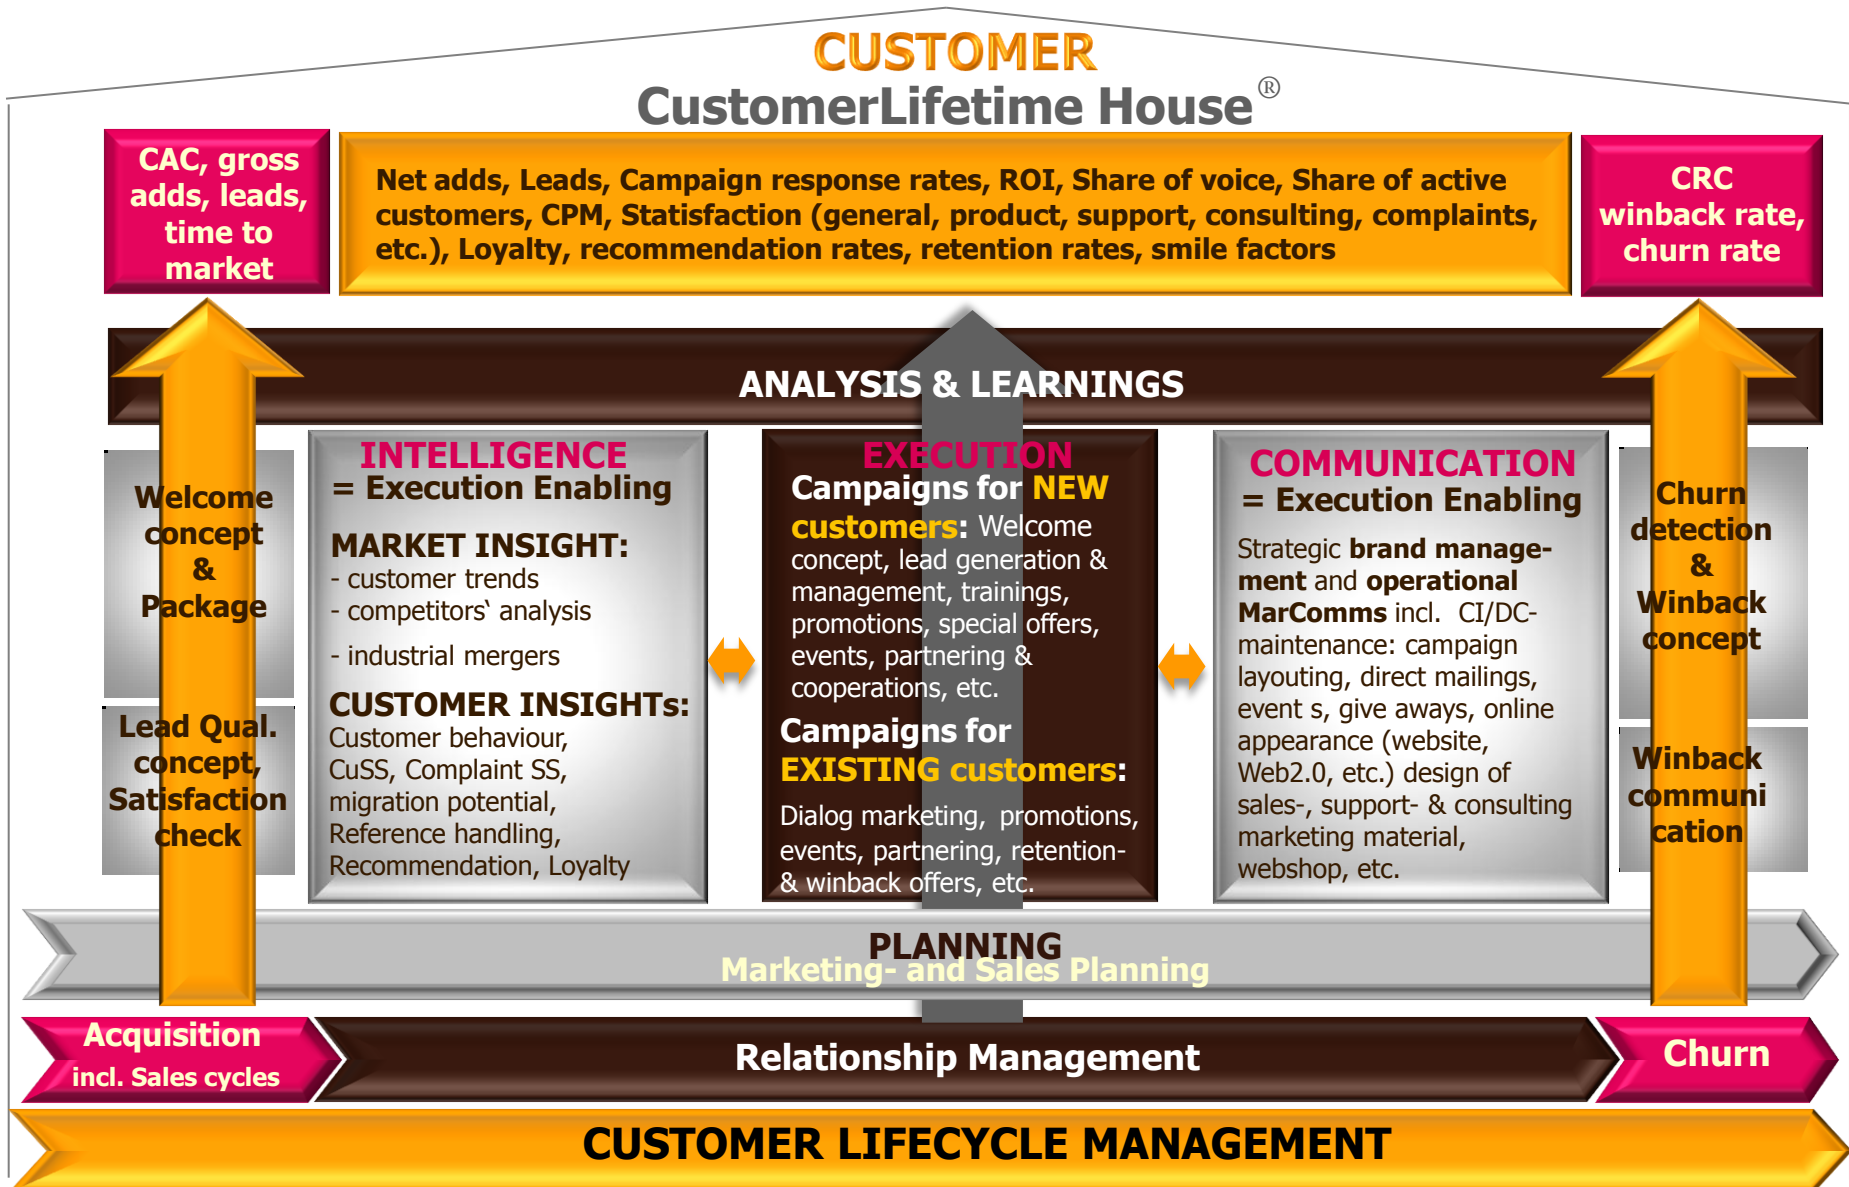 CUSTOMER
CustomerLifetime House®
CAC, gross
adds, leads,
time to
market
Net adds, Leads, Campaign response rates, ROI, Share of voice, Share of active
customers, CPM, Statisfaction (general, product, support, consulting, complaints,
etc.), Loyalty, recommendation rates, retention rates, smile factors
CRC
winback rate,
churn rate
ANALYSIS & LEARNINGS
Welcome
concept
&
Package
Lead Qual.
concept,
Satisfaction
check
INTELLIGENCE
= Execution Enabling
MARKET INSIGHT:
- customer trends
- competitors‘ analysis
- industrial mergers
CUSTOMER INSIGHTs:
Customer behaviour,
CuSS, Complaint SS,
migration potential,
Reference handling,
Recommendation, Loyalty
EXECUTION
Campaigns for NEW
customers: Welcome
concept, lead generation &
management, trainings,
promotions, special offers,
events, partnering &
cooperations, etc.
Campaigns for
EXISTING customers:
Dialog marketing, promotions,
events, partnering, retention-
& winback offers, etc.
COMMUNICATION
= Execution Enabling
Strategic brand manage-
ment and operational
MarComms incl. CI/DC-
maintenance: campaign
layouting, direct mailings,
event s, give aways, online
appearance (website,
Web2.0, etc.) design of
sales-, support- & consulting
marketing material,
webshop, etc.
Churn
detection
&
Winback
concept
Winback
communi
cation
PLANNING
Marketing- and Sales Planning
Acquisition
incl. Sales cycles
Relationship Management
Churn
CUSTOMER LIFECYCLE MANAGEMENT